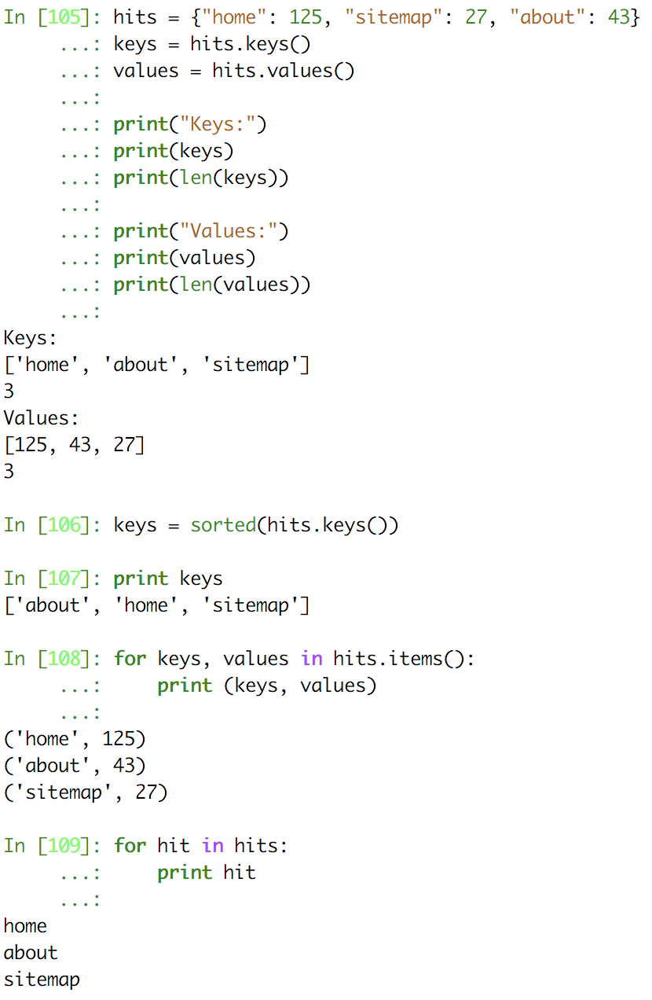 In [105]: hits = {"home": 125, "sitemap": 27, "about": 43}
     ...: keys = hits.keys()
     ...: values = hits.values()
     ...:
     ...: print("Keys:")
     ...: print(keys)
     ...: print(len(keys))
     ...:
     ...: print("Values:")
     ...: print(values)
     ...: print(len(values))
     ...:
Keys:
['home', 'about', 'sitemap']
3
Values:
[125, 43, 27]
3
In [106]: keys = sorted(hits.keys())
In [107]: print keys
['about', 'home', 'sitemap']
In [108]: for keys, values in hits.items():
     ...:     print (keys, values)
     ...:
('home', 125)
('about', 43)
('sitemap', 27)
In [109]: for hit in hits:
     ...:     print hit
     ...:
home
about
sitemap